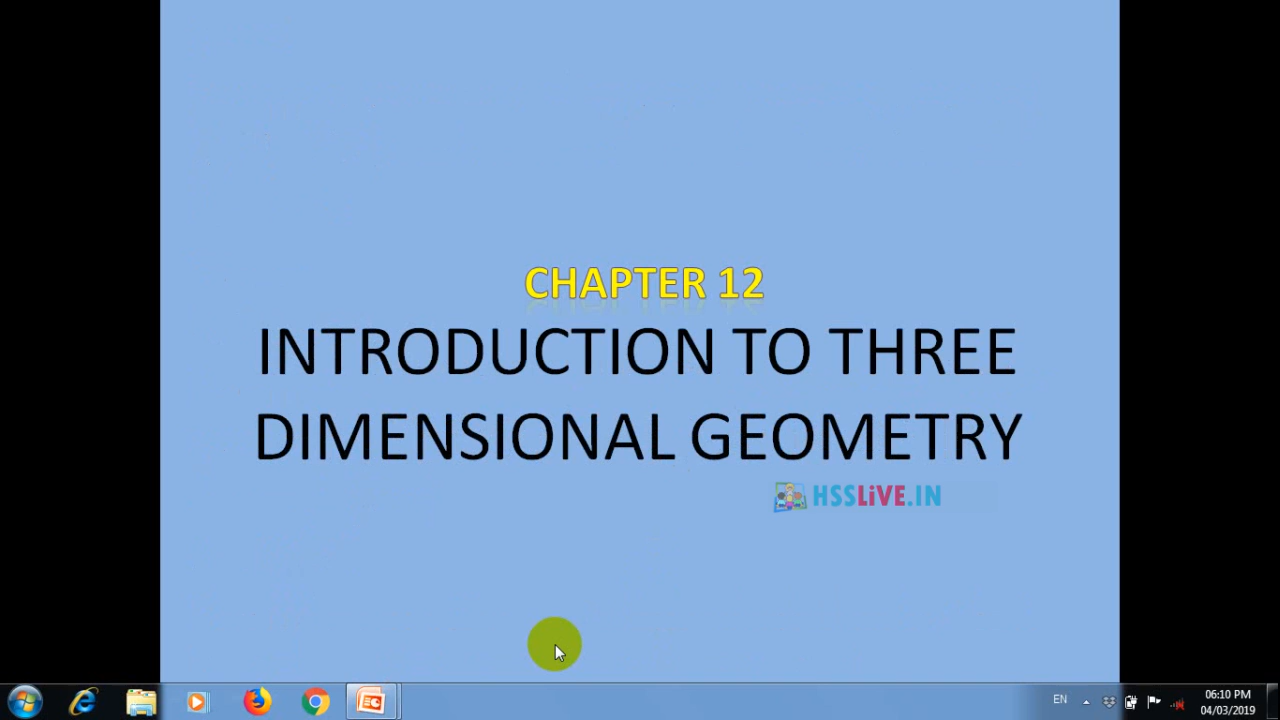 CHAPTER 12
INTRODUCTION TO THREE
DIMENSIONAL GEOMETRY
HSSLiVE.IN
EN
06:10 PM
04/03/2019